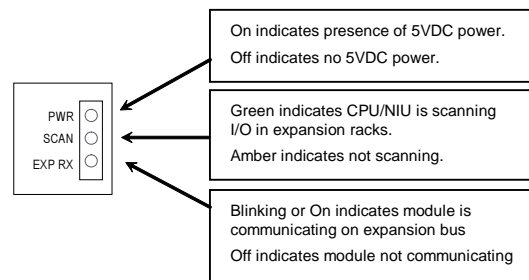 On indicates presence of 5VDC power.
Off indicates no 5VDC power.
PWR
SCAN
EXP RX
Green indicates CPU/NIU is scanning
I/O in expansion racks.
Amber indicates not scanning.
Blinking or On indicates module is
communicating on expansion bus
Off indicates module not communicating